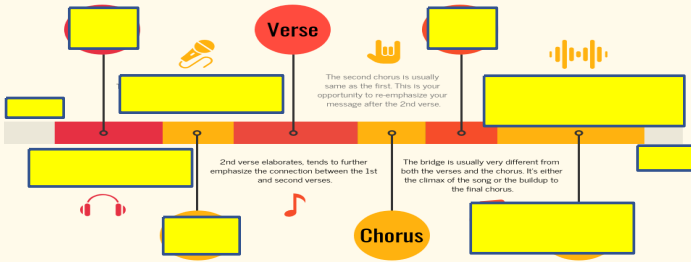 Verse
The second chorus is usually
same as the first. This is your
opportunity to re-emphasize your
message after the 2nd verse.
2nd verse elaborates, tends to further
emphasize the connection between the 1st
and second verses.
The bridge is usually very different from
both the verses and the chorus. It's either
the climax of the song or the buildup to
the final chorus.
Chorus